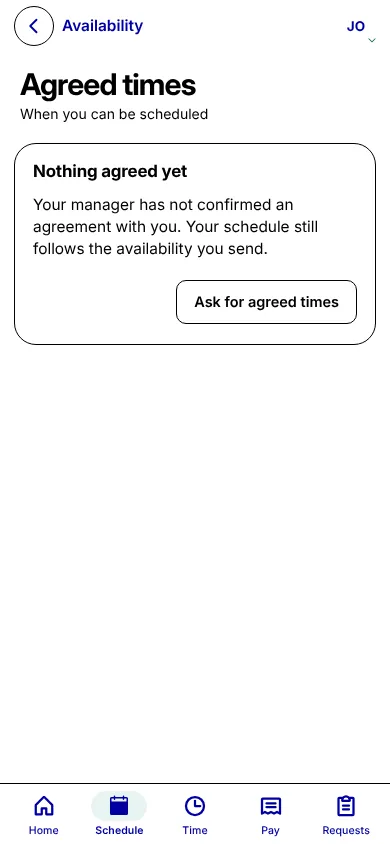 Availability
JO
Agreed times
When you can be scheduled
Nothing agreed yet
Your manager has not confirmed an
agreement with you. Your schedule still
follows the availability you send.
Ask for agreed times
Home
Schedule
Time
Pay
Requests